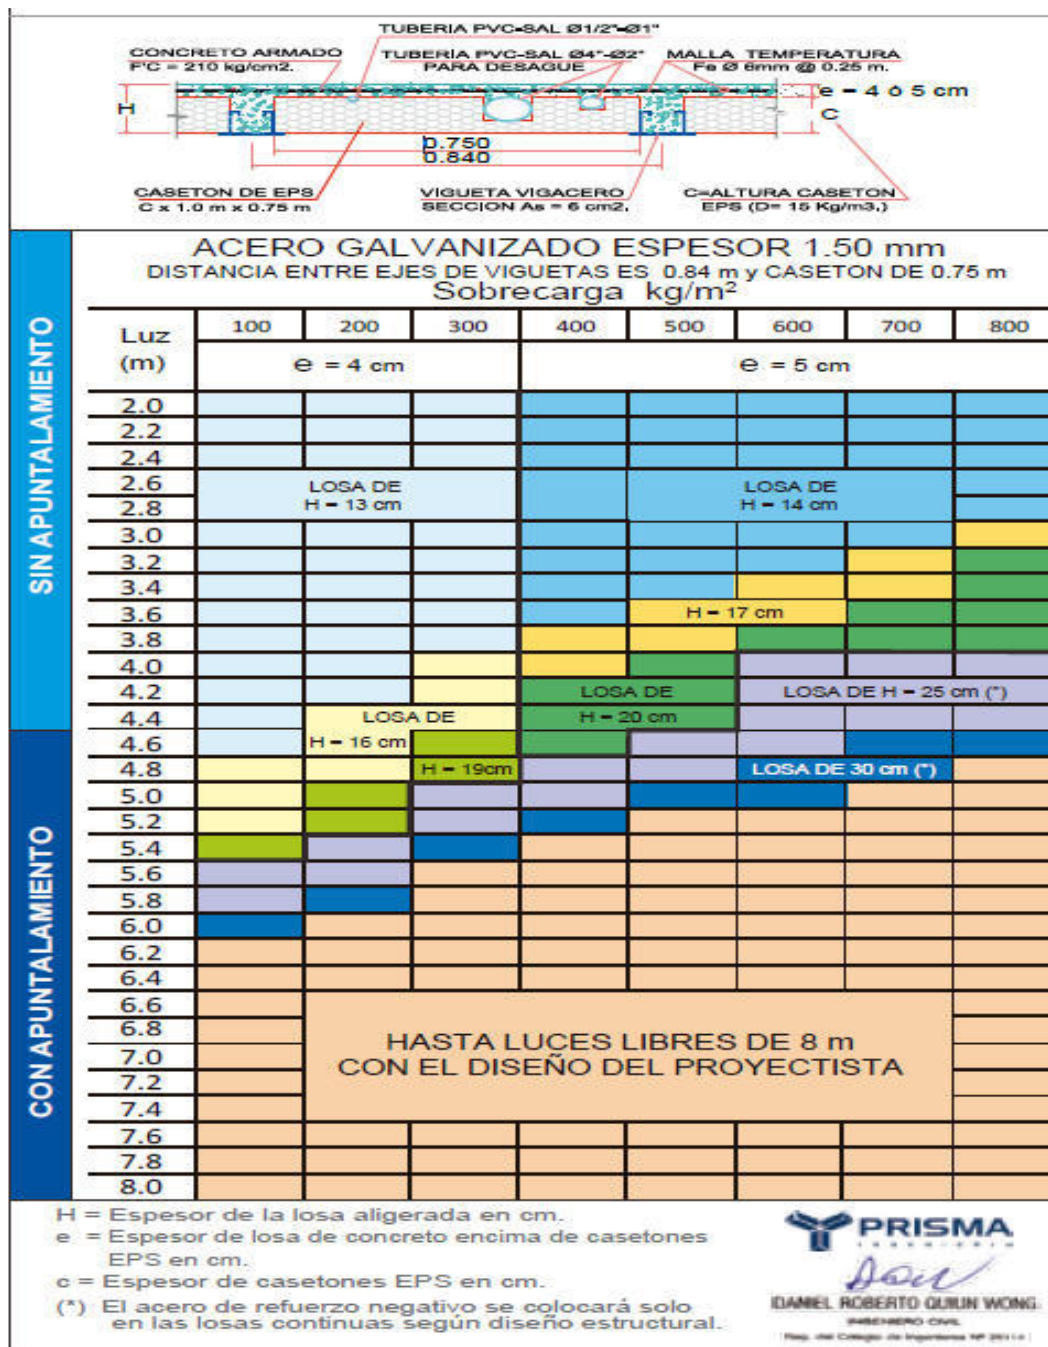 TUBERIA PVC-SAL Ø1/2"-Ø1"
CONCRETO ARMADO
F'C = 210 kg/cm2.
TUBERIA PVC-SAL Ø4"-Ø2"
PARA DESAGUE
MALLA TEMPERATURA
Fe Ø 6mm @ 0.25 m.
H
e = 4 ó 5 cm
C
0.750
0.840
CASETON DE EPS
C x 1.0 m x 0.75 m
VIGUETA VIGACERO
SECCION As = 6 cm2,
C=ALTURA CASETON
EPS (D= 15 Kg/m3,)
ACERO GALVANIZADO ESPESOR 1.50 mm
DISTANCIA ENTRE EJES DE VIGUETAS ES 0.84 m y CASETON DE 0.75 m
Sobrecarga kg/m²
SIN APUNTALAMIENTO
CON APUNTALAMIENTO
Luz
(m)
100 200 300 400 500 600 700 800
e = 4 cm
e = 5 cm
2.0
2.2
2.4
2.6
2.8
3.0
3.2
3.4
3.6
3.8
4.0
4.2
4.4
4.6
4.8
5.0
5.2
5.4
5.6
5.8
6.0
6.2
6.4
6.6
6.8
7.0
7.2
7.4
7.6
7.8
8.0
LOSA DE
H = 13 cm
LOSA DE
H = 14 cm
H = 17 cm
LOSA DE
H = 20 cm
LOSA DE H = 25 cm (*)
LOSA DE
H = 16 cm
H = 19cm
LOSA DE 30 cm (*)
HASTA LUCES LIBRES DE 8 m
CON EL DISEÑO DEL PROYECTISTA
H = Espesor de la losa aligerada en cm.
e = Espesor de losa de concreto encima de casetones
EPS en cm.
c = Espesor de casetones EPS en cm.
(*) El acero de refuerzo negativo se colocará solo
en las losas continuas según diseño estructural.
PRISMA
INGENIERIA
DANIEL ROBERTO QUIUN WONG
INGENIERO CIVIL
Reg. del Colegio de Ingenieros Nº